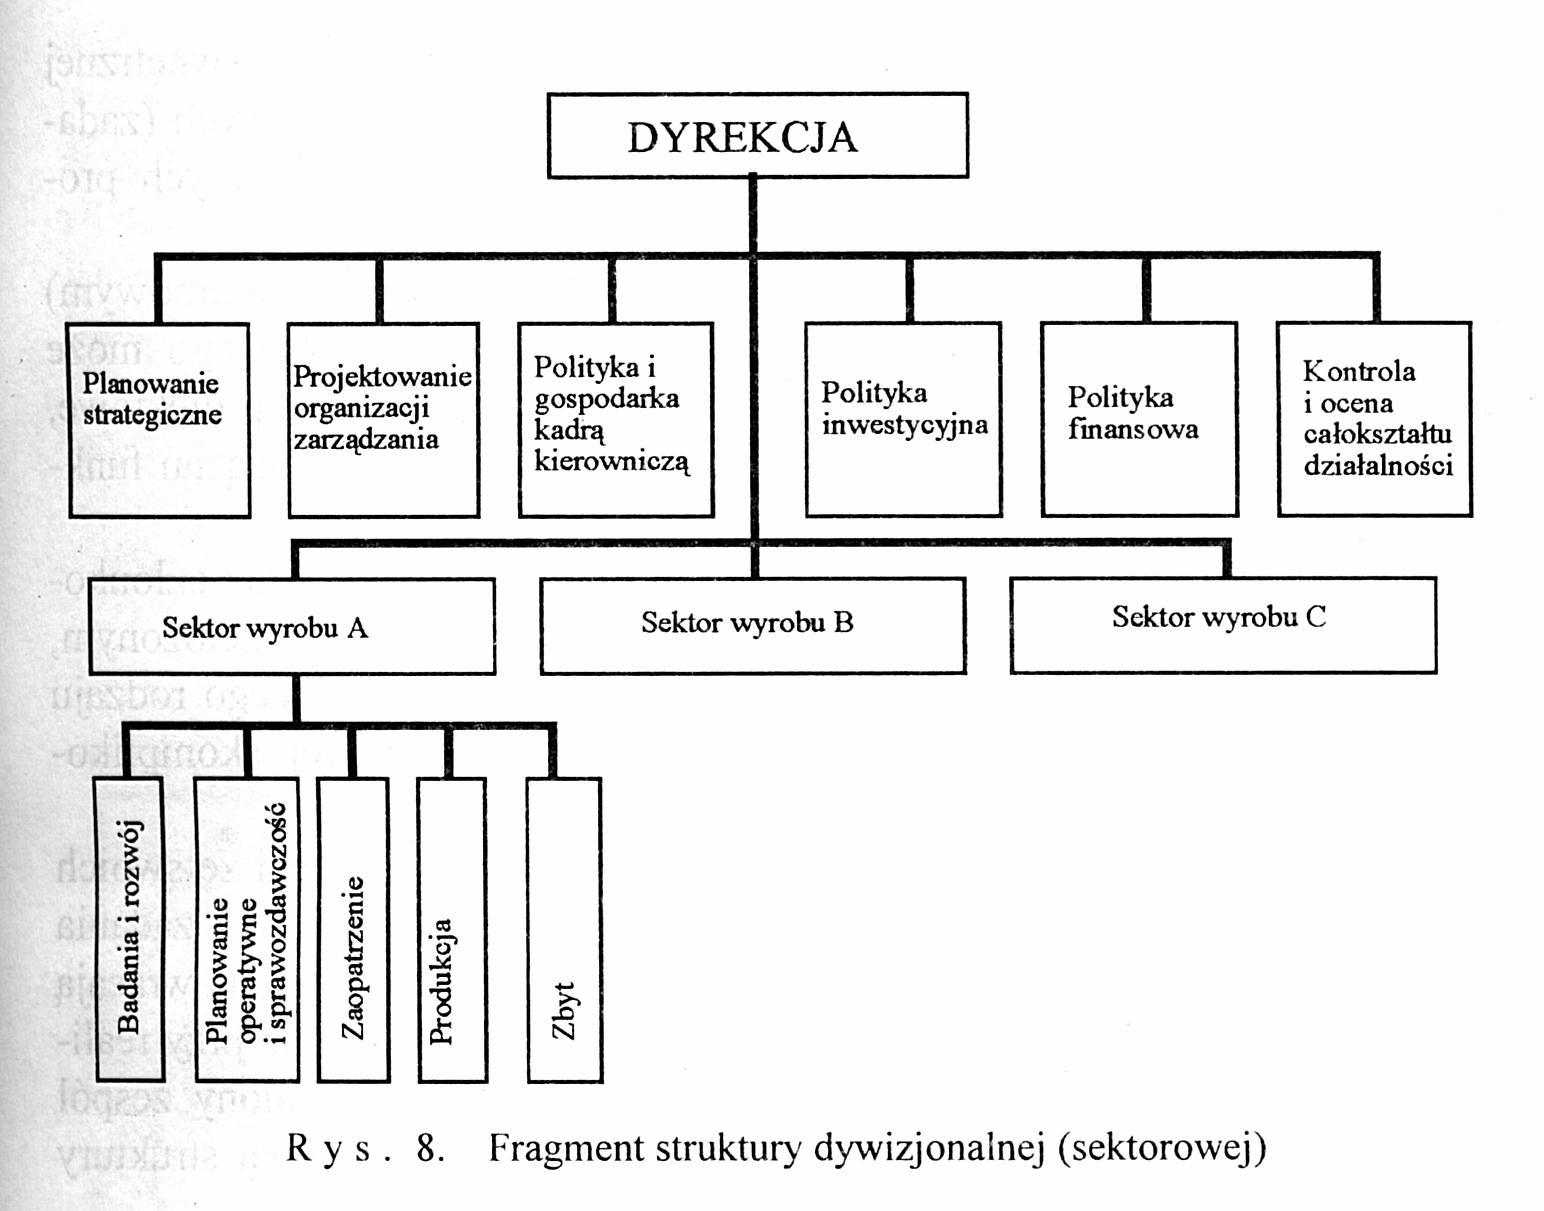 DYREKCJA
Planowanie
strategiczne
Projektowanie
organizacji
zarządzania
Polityka i
gospodarka
kadrą
kierowniczą
Polityka
inwestycyjna
Polityka
finansowa
Kontrola
i ocena
całokształtu
działalności
Sektor wyrobu A
Sektor wyrobu B
Sektor wyrobu C
Badania i rozwój
Planowanie
operatywne
i sprawozdawczość
Zaopatrzenie
Produkcja
Zbyt
Rys. 8. Fragment struktury dywizjonalnej (sektorowej)